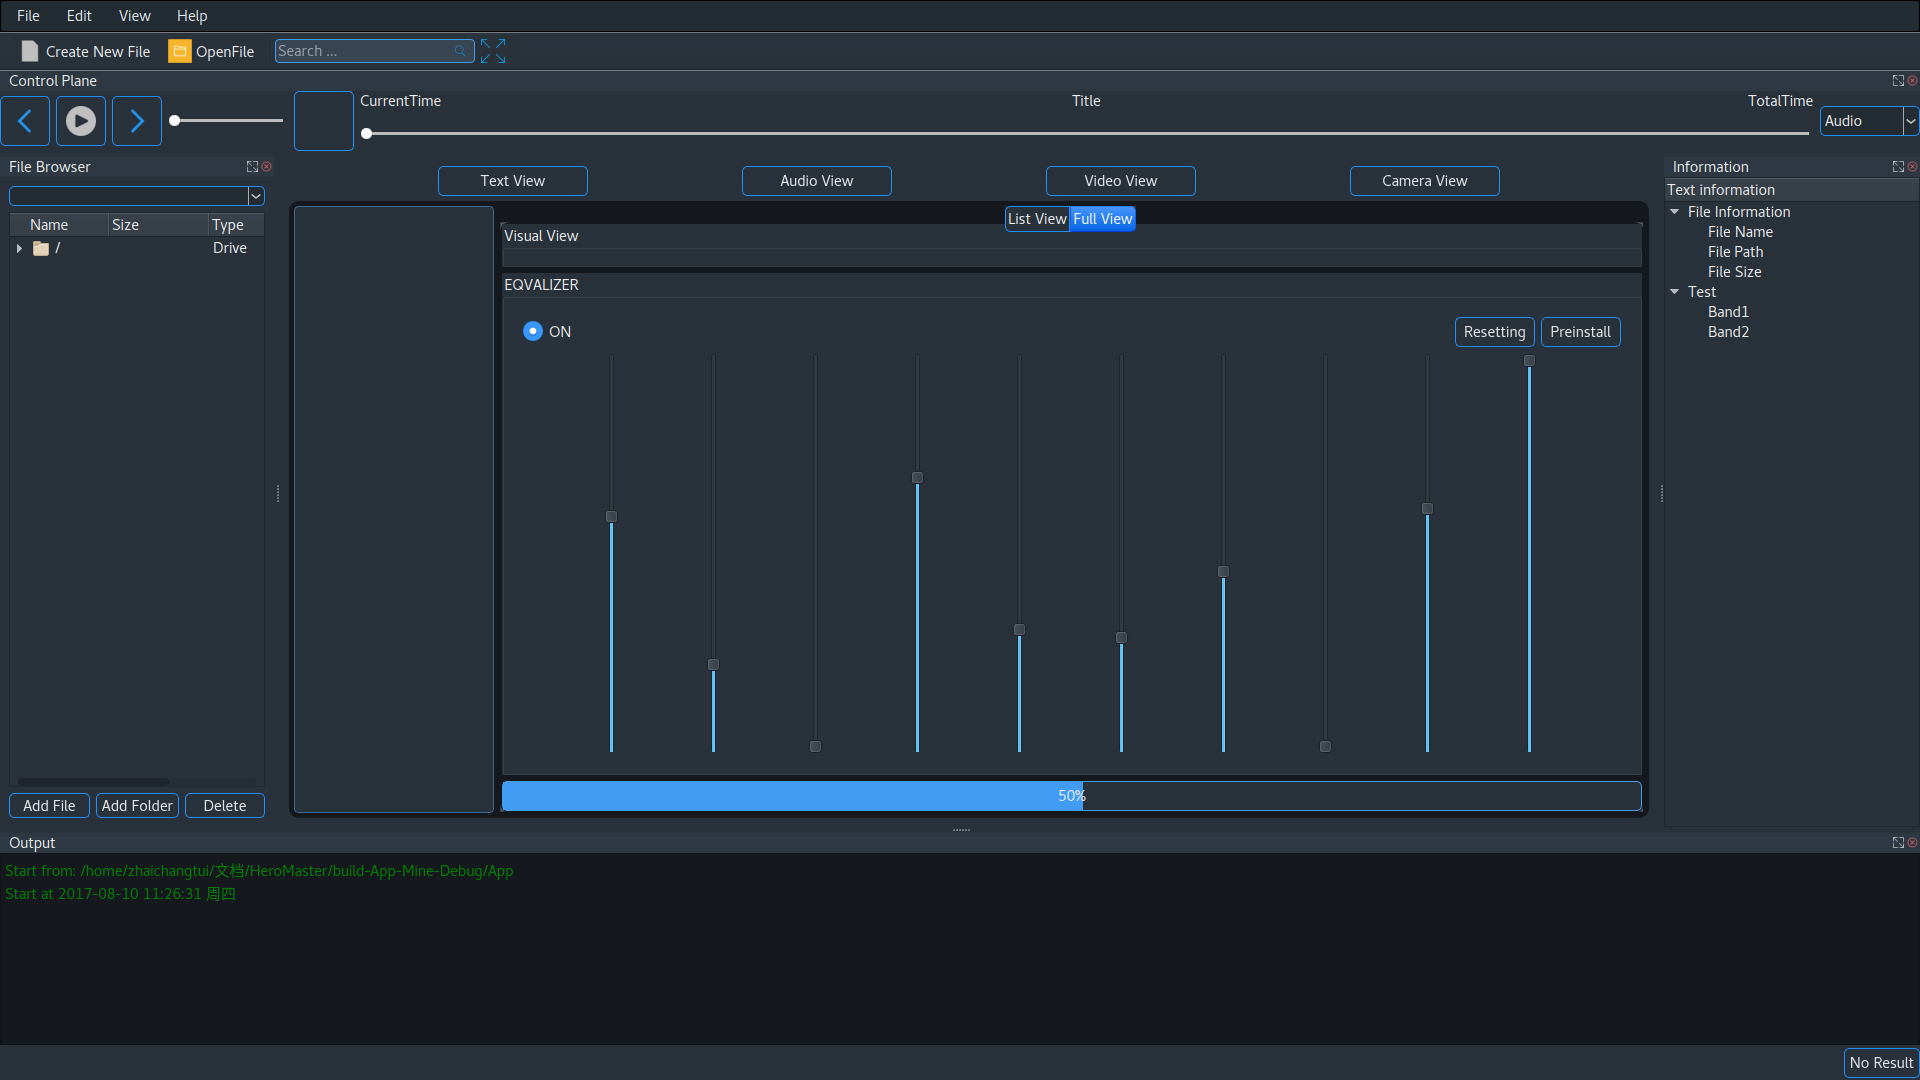 File Edit View Help
Create New File OpenFile Search ...
Control Plane
CurrentTime Title TotalTime
Audio
File Browser
Text View Audio View Video View Camera View
Information
Text information
File Information
File Name
File Path
File Size
Test
Band1
Band2
Name Size Type
/ Drive
List View Full View
Visual View
EQVALIZER
ON Resetting Preinstall
50%
Add File Add Folder Delete
Output
Start from: /home/zhaichangtui/文档/HeroMaster/build-App-Mine-Debug/App
Start at 2017-08-10 11:26:31 周四
No Result